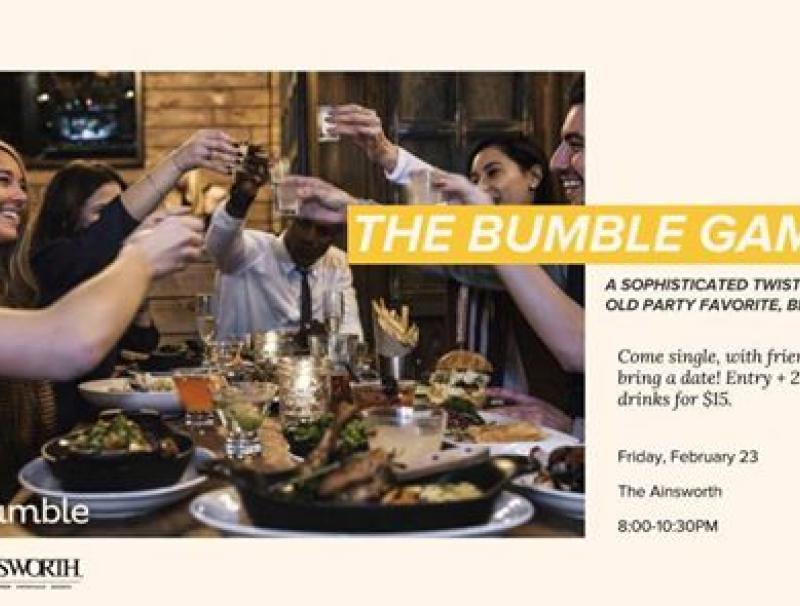 THE BUMBLE GAM
A SOPHISTICATED TWIST
OLD PARTY FAVORITE, B
Come single, with frien
bring a date! Entry + 2
drinks for $15.
Friday, February 23
The Ainsworth
8:00-10:30PM
umble
SWORTH